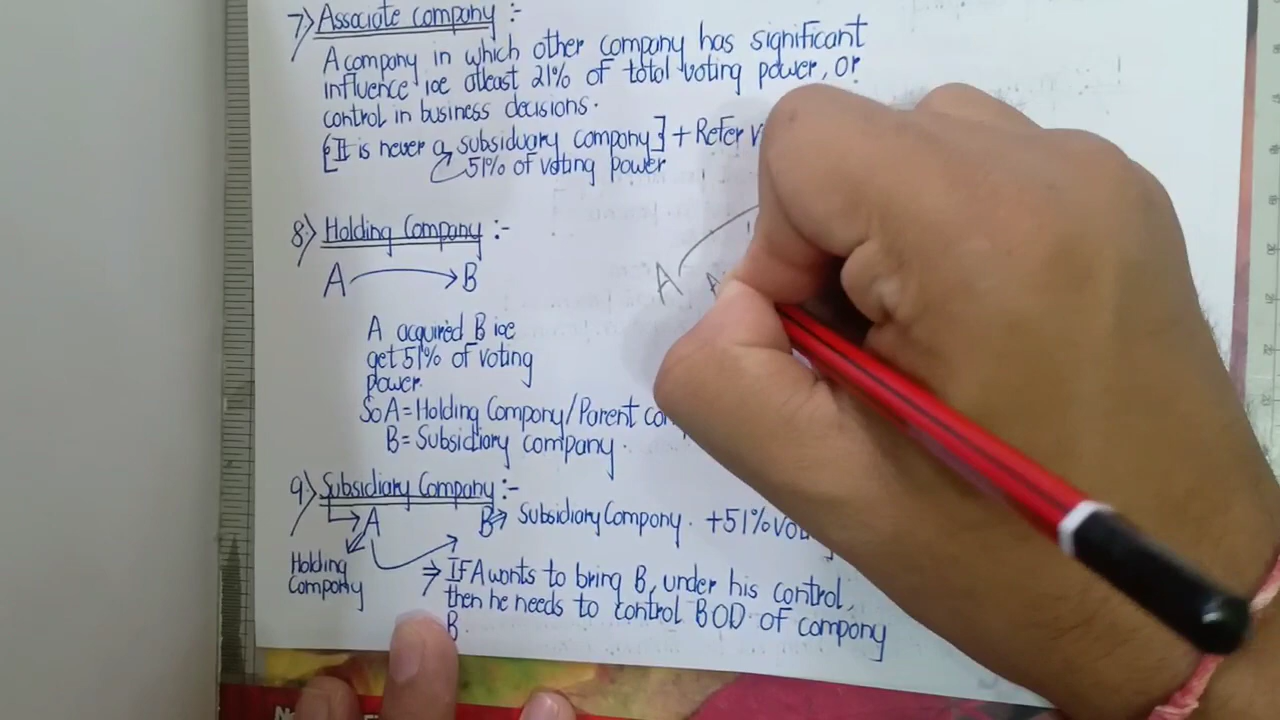 7) Associate Company :-
A company in which other company has significant
influence ioe atleast 21% of total voting power, or
control in business decisions.
[It is never a subsiduary company] + Refer
51% of voting power
8) Holding Company :-
A B
A
A acquired B ioe
get 51% of voting
power.
So A = Holding Company/Parent
B = Subsidiary company.
9) Subsidiary Company :-
A B → Subsidiary Company. +51%
Holding
Company
⇒ IF A wants to bring B, under his control,
then he needs to control BOD of company
B.